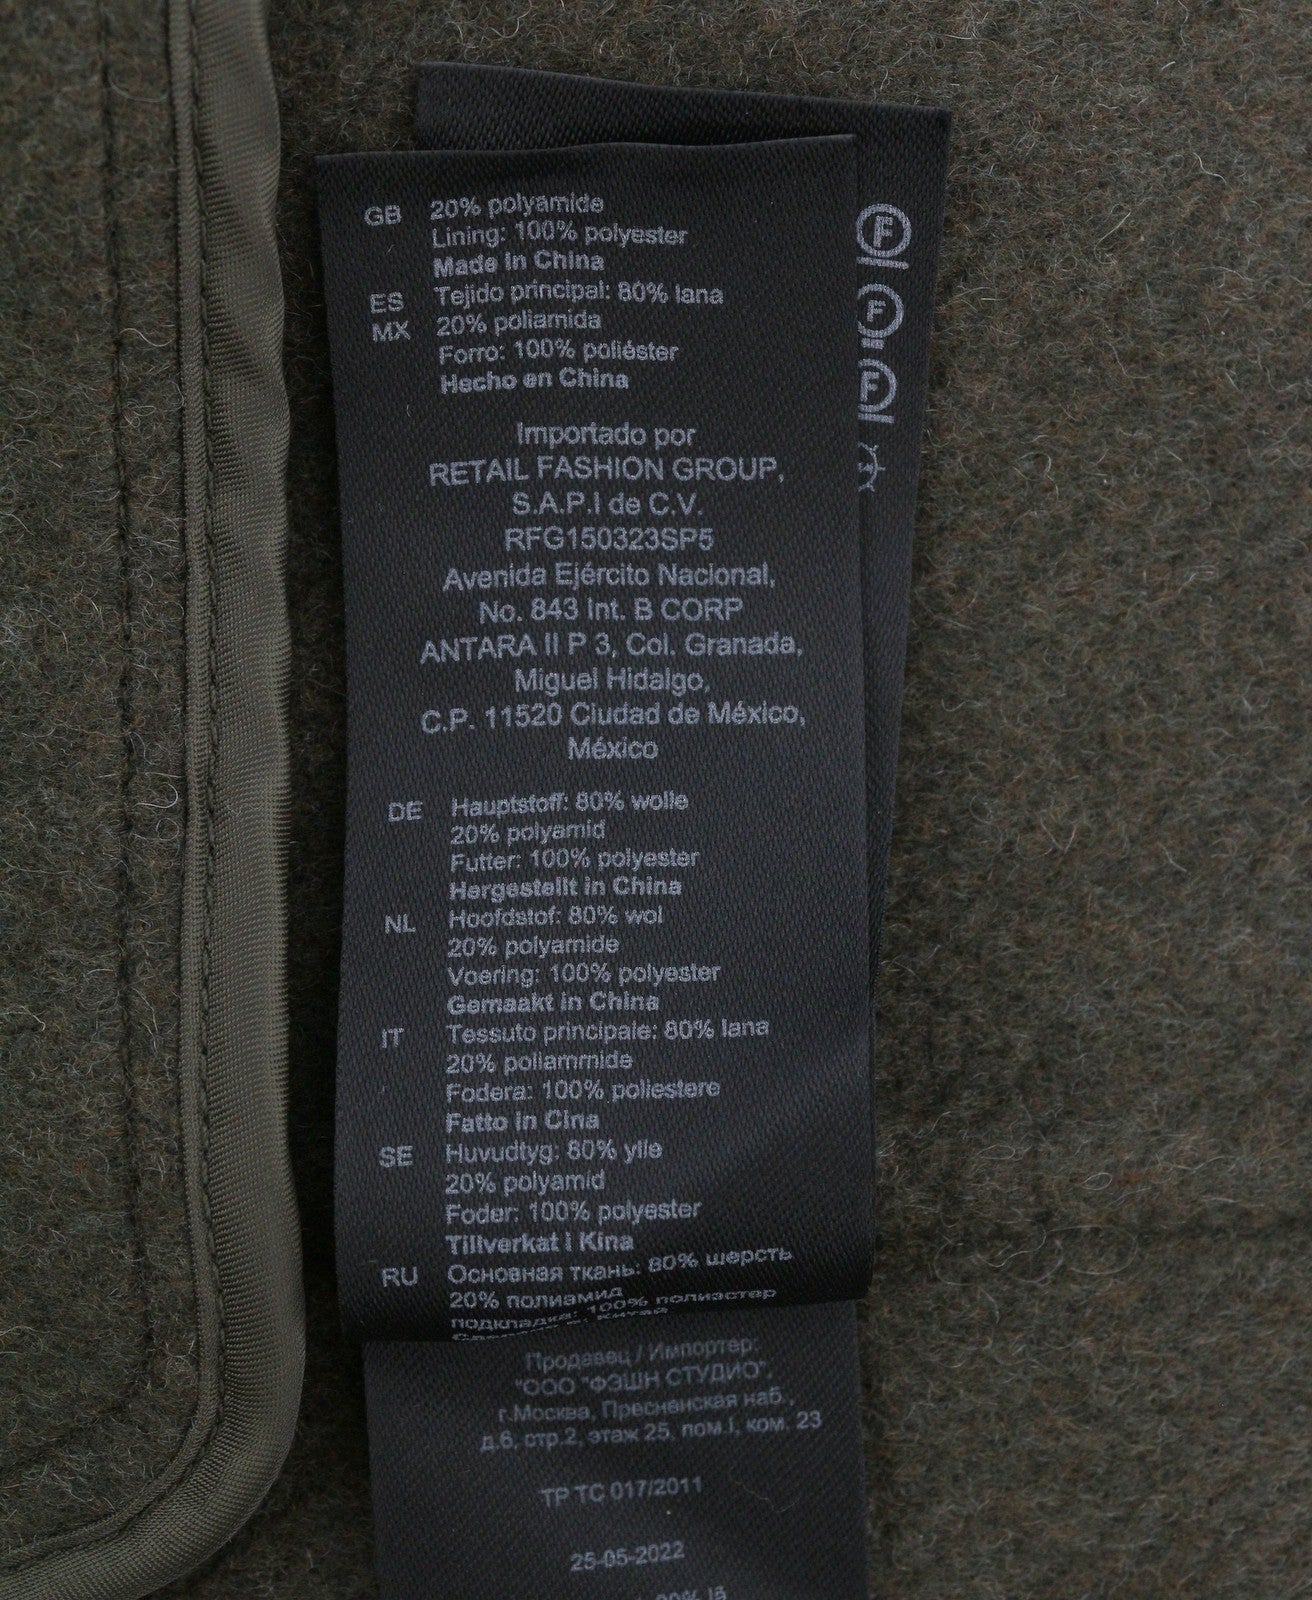 GB 20% polyamide
Lining: 100% polyester
Made in China
ES Tejido principal: 80% lana
MX 20% poliamida
Forro: 100% poliéster
Hecho en China
Importado por
RETAIL FASHION GROUP,
S.A.P.I de C.V.
RFG150323SP5
Avenida Ejército Nacional,
No. 843 Int. B CORP
ANTARA II P 3, Col. Granada,
Miguel Hidalgo,
C.P. 11520 Ciudad de México,
México
DE Hauptstoff: 80% wolle
20% polyamid
Futter: 100% polyester
Hergestellt in China
NL Hoofdstof: 80% wol
20% polyamide
Voering: 100% polyester
Gemaakt in China
IT Tessuto principale: 80% lana
20% poliammide
Fodera: 100% poliestere
Fatto in Cina
SE Huvudtyg: 80% ylle
20% polyamid
Foder: 100% polyester
Tillverkat i Kina
RU Основная ткань: 80% шерсть
20% полиамид
подкладка: 100% полиэстер
Продавец / Импортер:
"ООО "ФЭШН СТУДИО",
г.Москва, Пресненская наб.,
д.6, стр.2, этаж 25, пом.I, ком. 23
ТР ТС 017/2011
25-05-2022
F
F
F